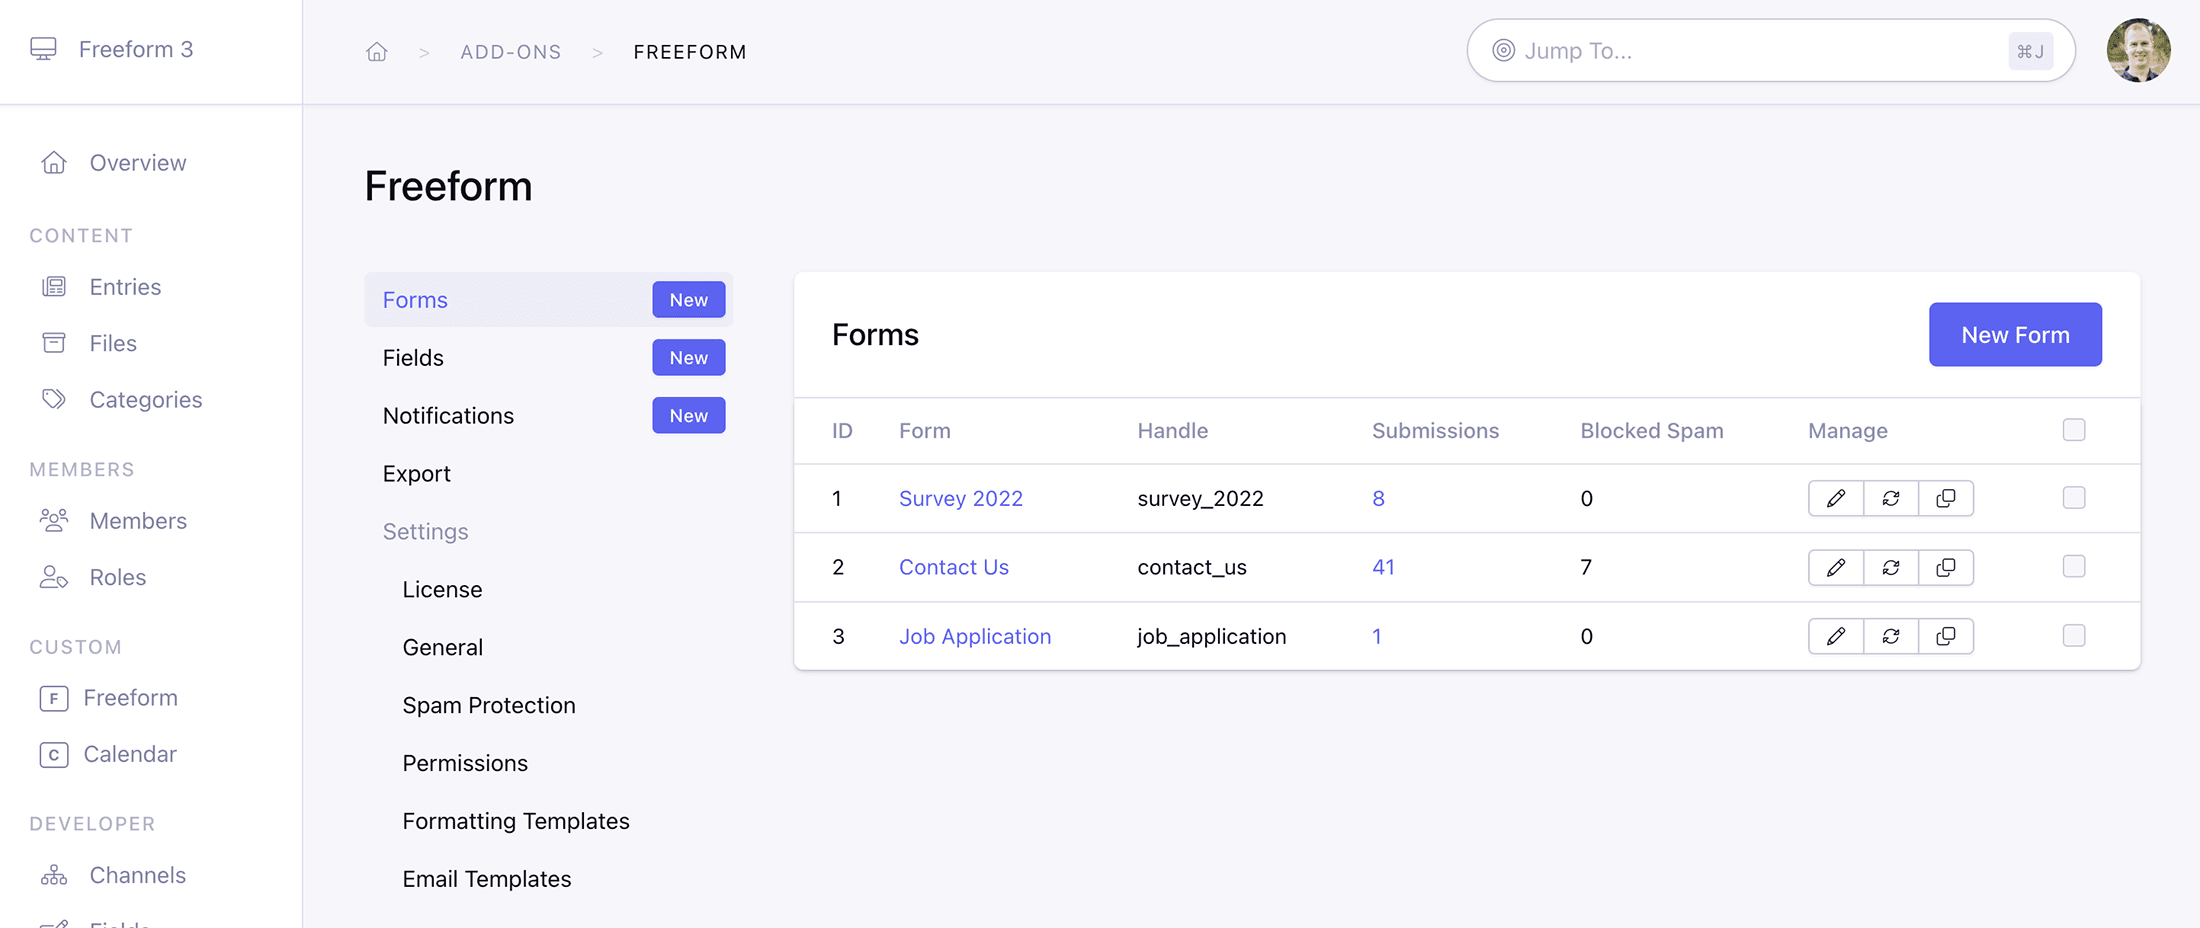 Freeform 3
> ADD-ONS > FREEFORM
Jump To...
⌘J
Overview
CONTENT
Entries
Files
Categories
MEMBERS
Members
Roles
CUSTOM
F Freeform
C Calendar
DEVELOPER
Channels
Fields
Freeform
Forms New
Fields New
Notifications New
Export
Settings
License
General
Spam Protection
Permissions
Formatting Templates
Email Templates
Forms
New Form
ID Form Handle Submissions Blocked Spam Manage
1 Survey 2022 survey_2022 8 0
2 Contact Us contact_us 41 7
3 Job Application job_application 1 0